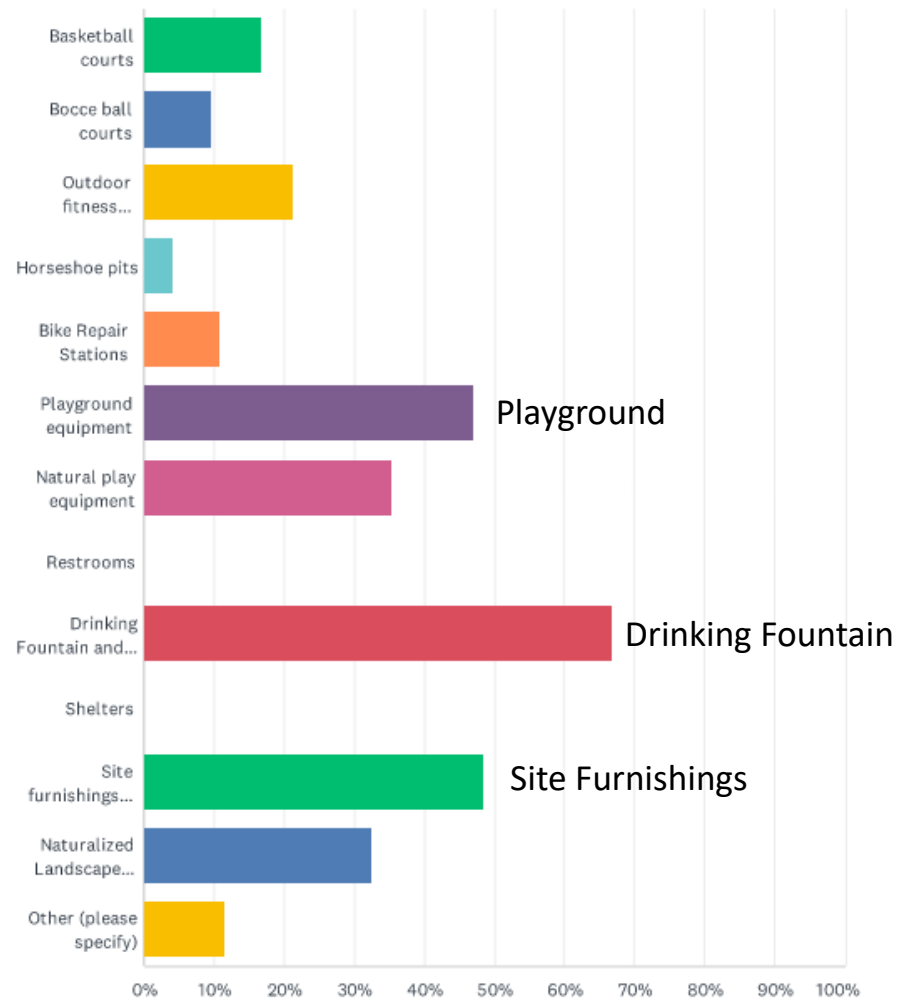 Basketball
courts
Bocce ball
courts
Outdoor
fitness...
Horseshoe pits
Bike Repair
Stations
Playground
equipment
Playground
Natural play
equipment
Restrooms
Drinking
Fountain and...
Drinking Fountain
Shelters
Site
furnishings...
Site Furnishings
Naturalized
Landscape...
Other (please
specify)
0% 10% 20% 30% 40% 50% 60% 70% 80% 90% 100%